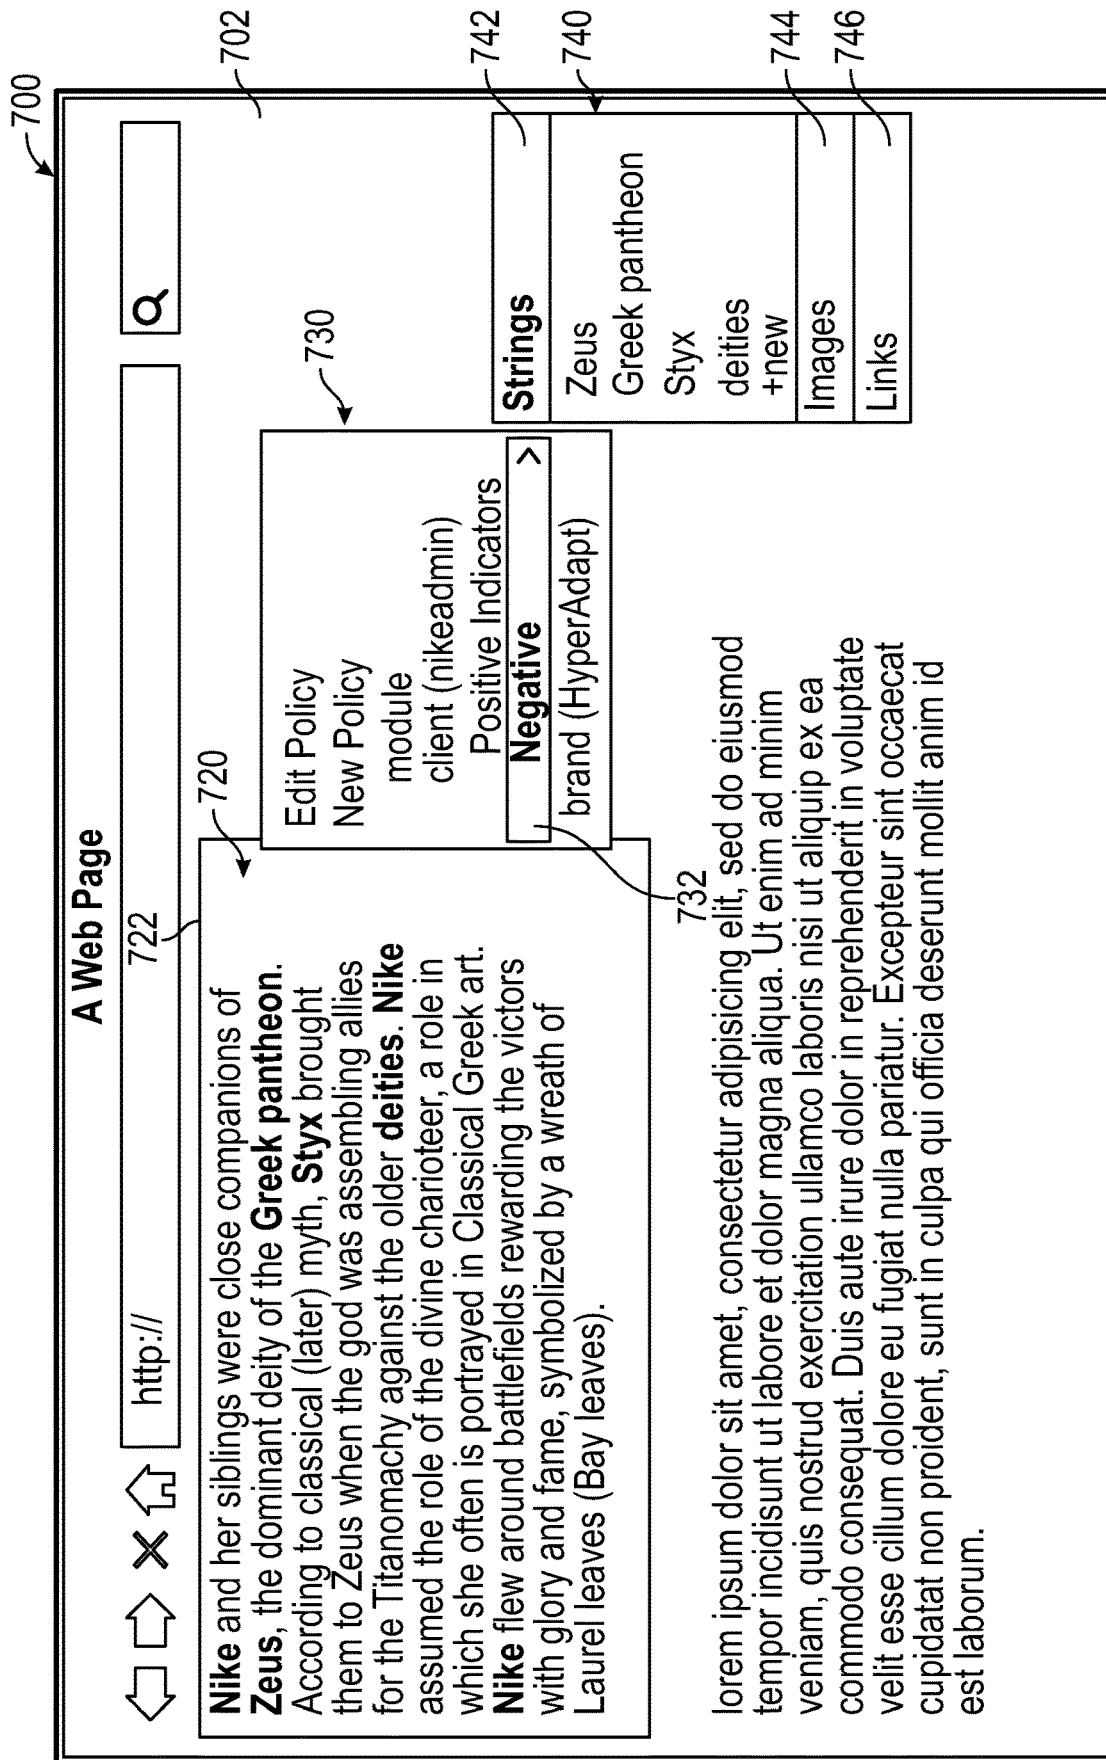 700
A Web Page
http://
702
722
720
Nike and her siblings were close companions of
Zeus, the dominant deity of the Greek pantheon.
According to classical (later) myth, Styx brought
them to Zeus when the god was assembling allies
for the Titanomachy against the older deities. Nike
assumed the role of the divine charioteer, a role in
which she often is portrayed in Classical Greek art.
Nike flew around battlefields rewarding the victors
with glory and fame, symbolized by a wreath of
Laurel leaves (Bay leaves).
730
Edit Policy
New Policy
module
client (nikeadmin)
Positive Indicators
Negative >
brand (HyperAdapt)
732
742
Strings
740
Zeus
Greek pantheon
Styx
deities
+new
744
Images
746
Links
lorem ipsum dolor sit amet, consectetur adipisicing elit, sed do eiusmod
tempor incidisunt ut labore et dolor magna aliqua. Ut enim ad minim
veniam, quis nostrud exercitation ullamco laboris nisi ut aliquip ex ea
commodo consequat. Duis aute irure dolor in reprehenderit in voluptate
velit esse cillum dolore eu fugiat nulla pariatur. Excepteur sint occaecat
cupidatat non proident, sunt in culpa qui officia deserunt mollit anim id
est laborum.